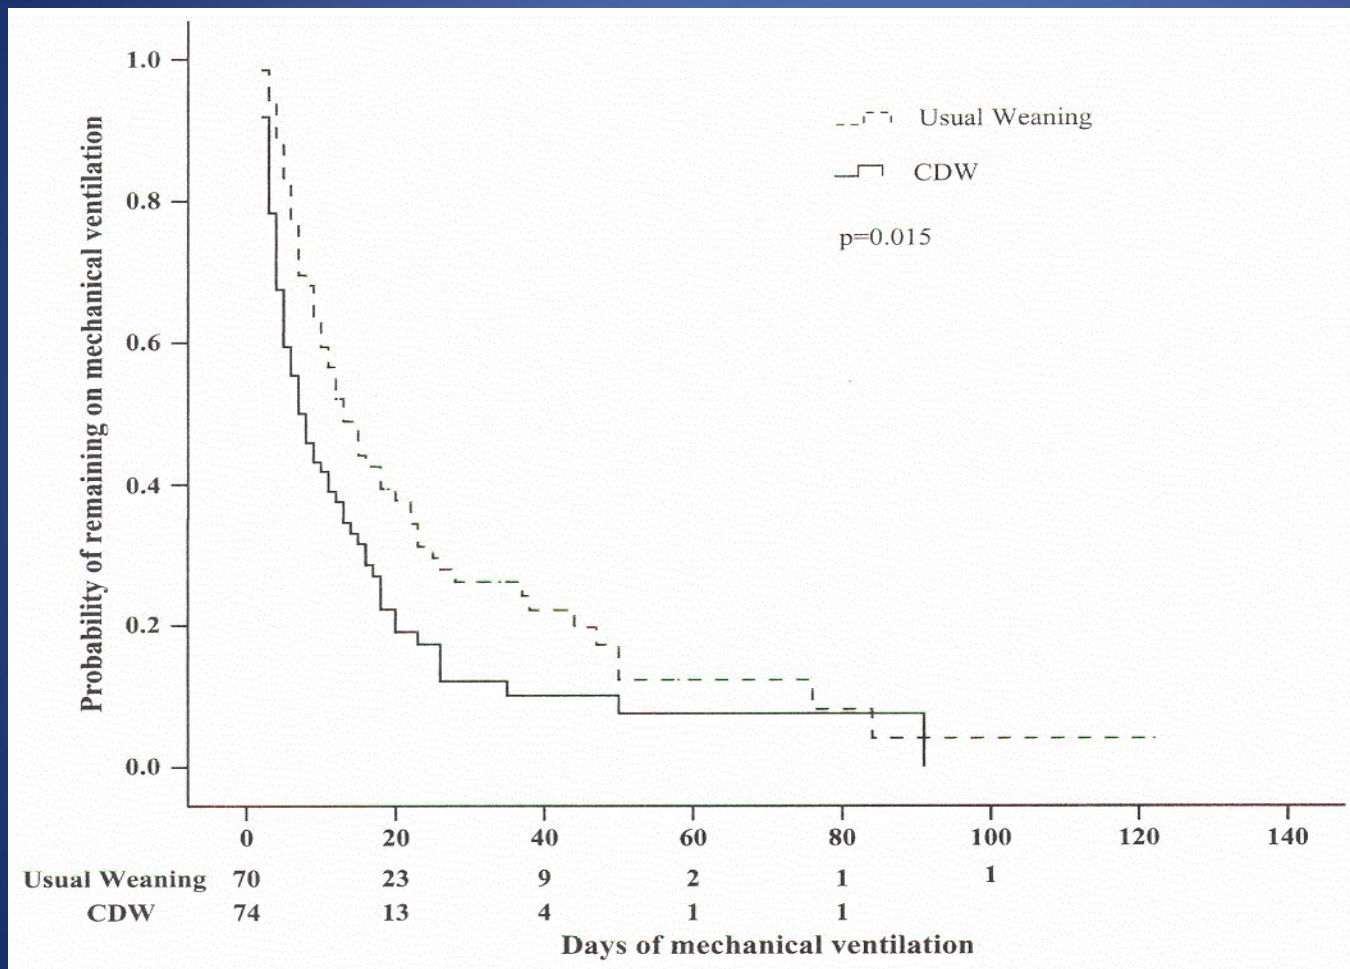 Probability of remaining on mechanical ventilation
1.0
0.8
0.6
0.4
0.2
0.0
Usual Weaning
CDW
p=0.015
0 20 40 60 80 100 120 140
Usual Weaning 70 23 9 2 1 1
CDW 74 13 4 1 1
Days of mechanical ventilation